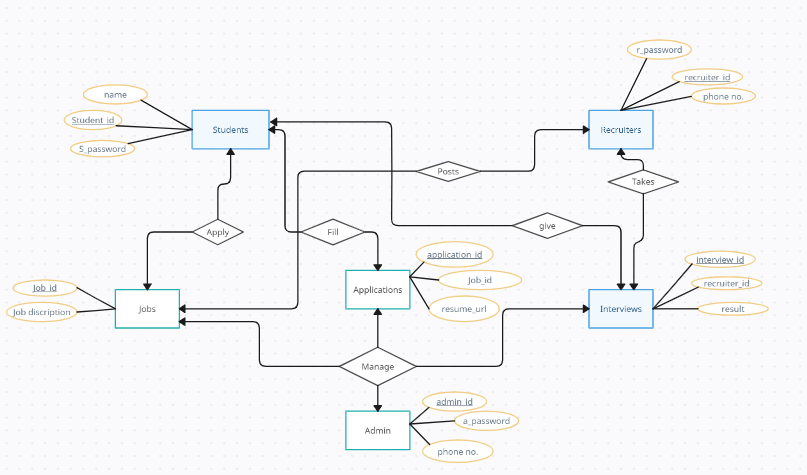 r_password
recruiter_id
phone no.
name
Student_id
S_password
Students
Recruiters
Posts
Takes
Apply
Fill
give
application_id
Job_id
resume_url
Applications
interview_id
recruiter_id
result
Interviews
Job_id
Job discription
Jobs
Manage
admin_id
a_password
phone no.
Admin